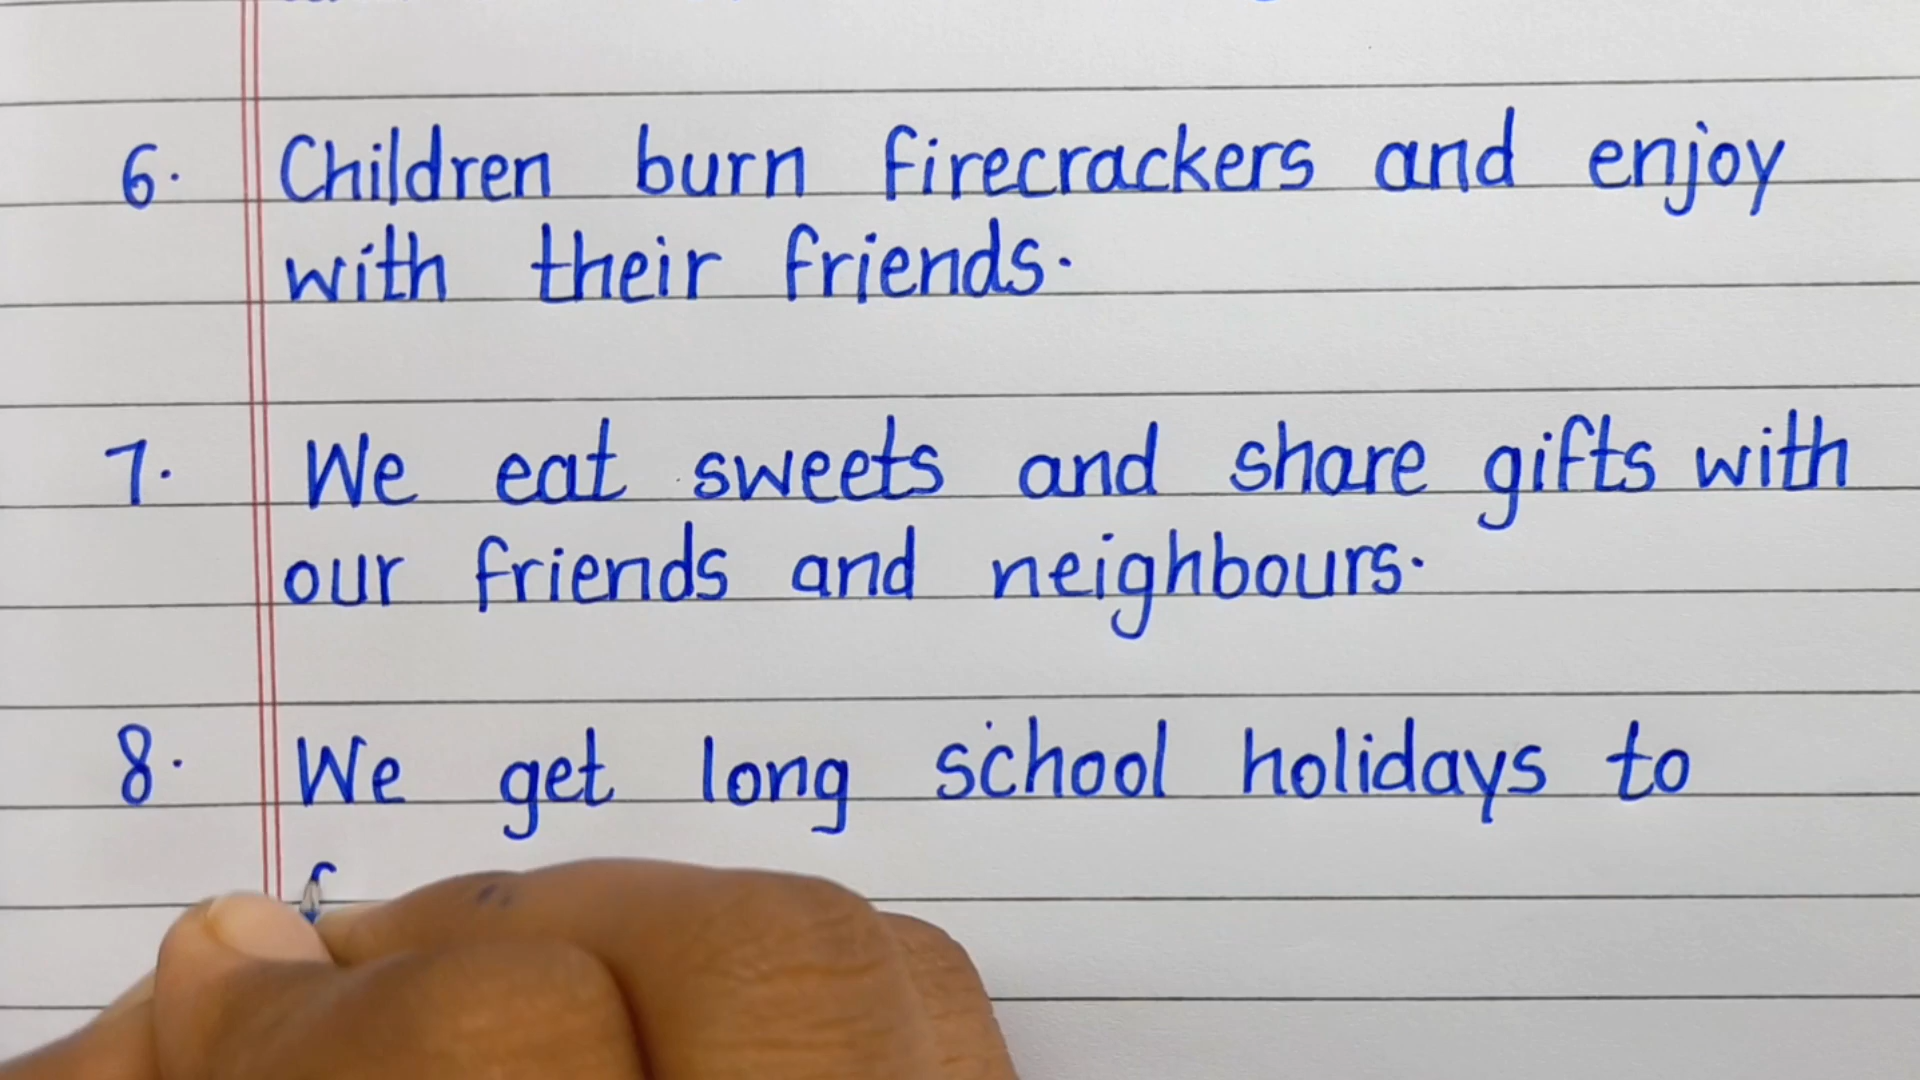 6. Children burn firecrackers and enjoy
with their friends.
7. We eat sweets and share gifts with
our friends and neighbours.
8. We get long school holidays to